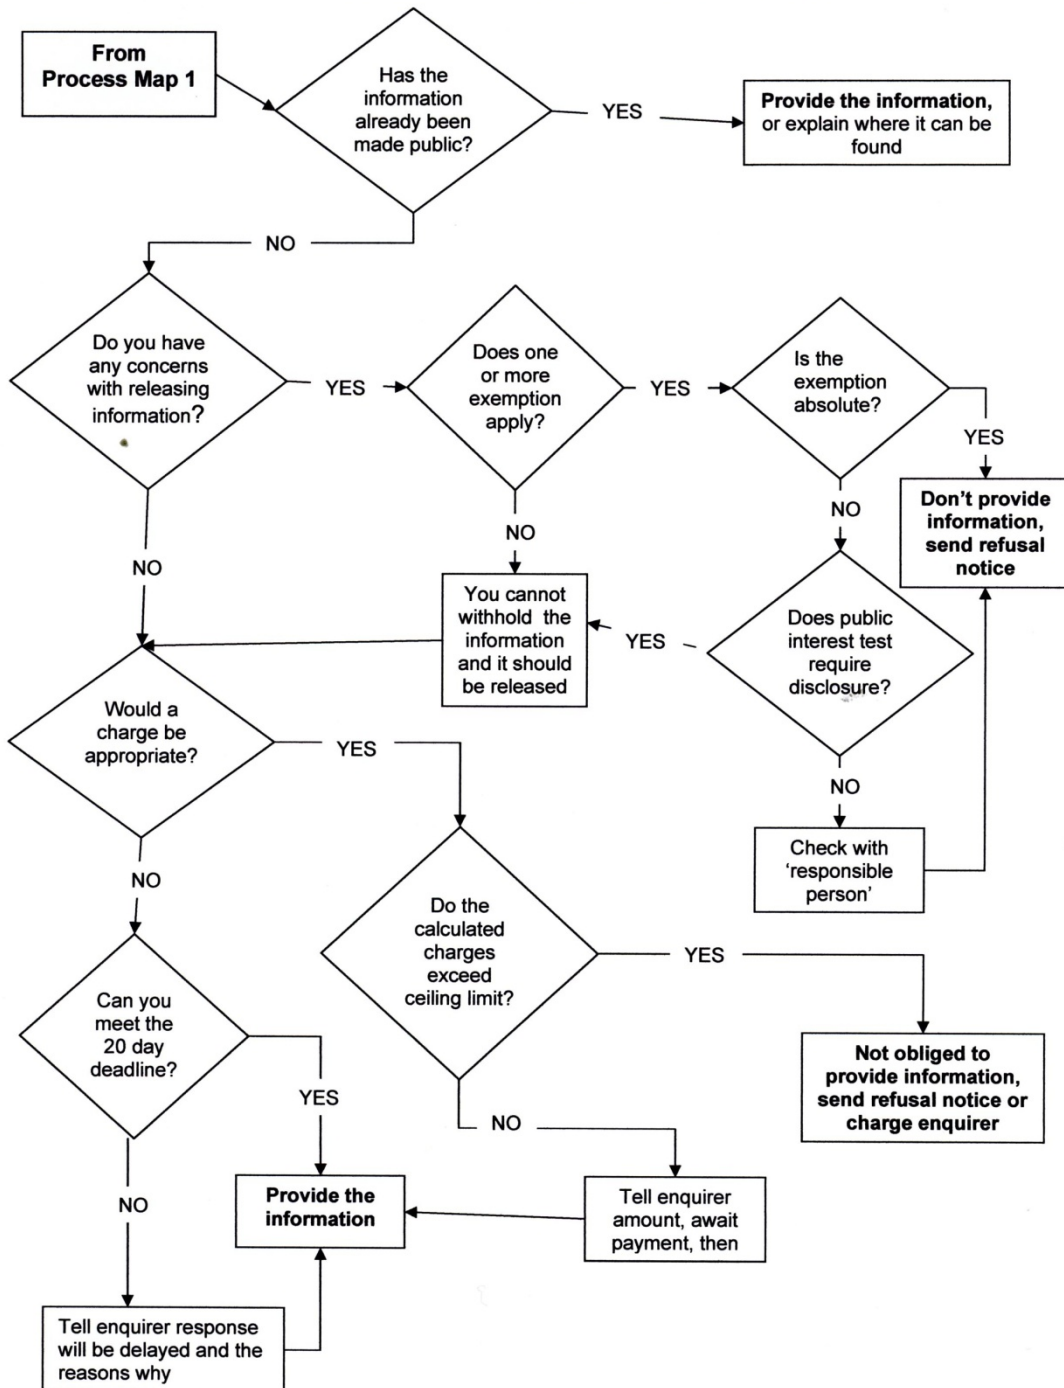 From
Process Map 1
Has the
information
already been
made public?
YES
Provide the information,
or explain where it can be
found
NO
Do you have
any concerns
with releasing
information?
YES
Does one
or more
exemption
apply?
YES
Is the
exemption
absolute?
YES
Don't provide
information,
send refusal
notice
NO
NO
NO
You cannot
withhold the
information
and it should
be released
YES
Does public
interest test
require
disclosure?
Would a
charge be
appropriate?
YES
NO
Check with
'responsible
person'
NO
Do the
calculated
charges
exceed
ceiling limit?
YES
Can you
meet the
20 day
deadline?
YES
Not obliged to
provide information,
send refusal notice or
charge enquirer
NO
NO
Provide the
information
Tell enquirer
amount, await
payment, then
Tell enquirer response
will be delayed and the
reasons why